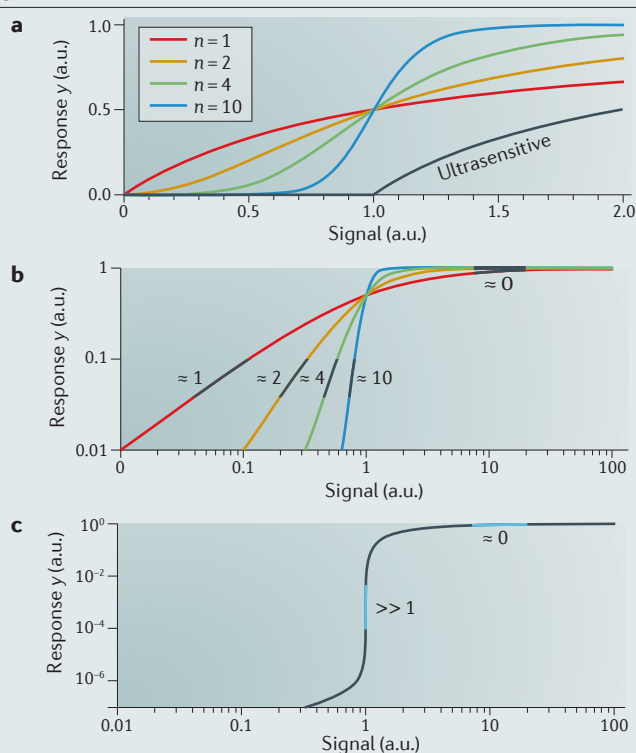 a
Response y (a.u.)
1.0
0.5
0.0
n = 1
n = 2
n = 4
n = 10
Ultrasensitive
0 0.5 1.0 1.5 2.0
Signal (a.u.)
b
Response y (a.u.)
1
0.1
0.01
≈ 1 ≈ 2 ≈ 4 ≈ 10
≈ 0
0 0.1 1 10 100
Signal (a.u.)
c
Response y (a.u.)
10⁰
10⁻²
10⁻⁴
10⁻⁶
≈ 0
>> 1
0.01 0.1 1 10 100
Signal (a.u.)